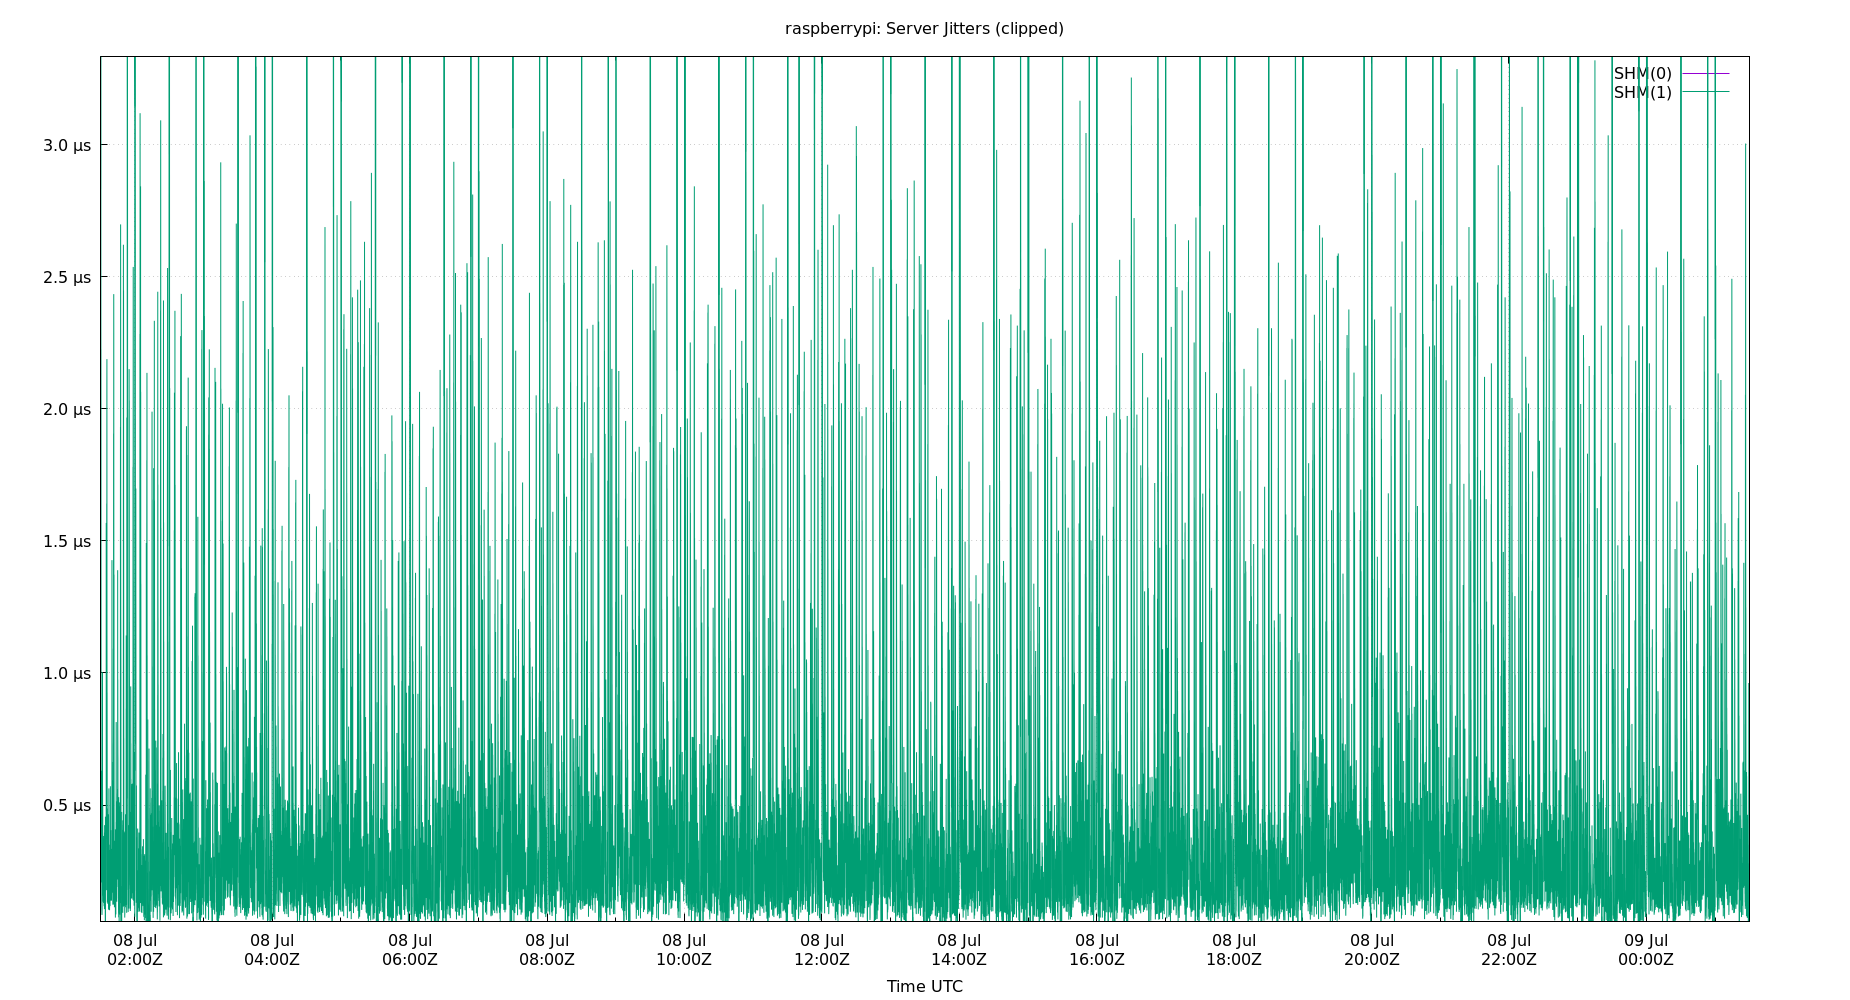 raspberrypi: Server Jitters (clipped)
SHM(0)
SHM(1)
3.0 µs
2.5 µs
2.0 µs
1.5 µs
1.0 µs
0.5 µs
08 Jul 08 Jul 08 Jul 08 Jul 08 Jul 08 Jul 08 Jul 08 Jul 08 Jul 08 Jul 08 Jul 09 Jul
02:00Z 04:00Z 06:00Z 08:00Z 10:00Z 12:00Z 14:00Z 16:00Z 18:00Z 20:00Z 22:00Z 00:00Z
Time UTC